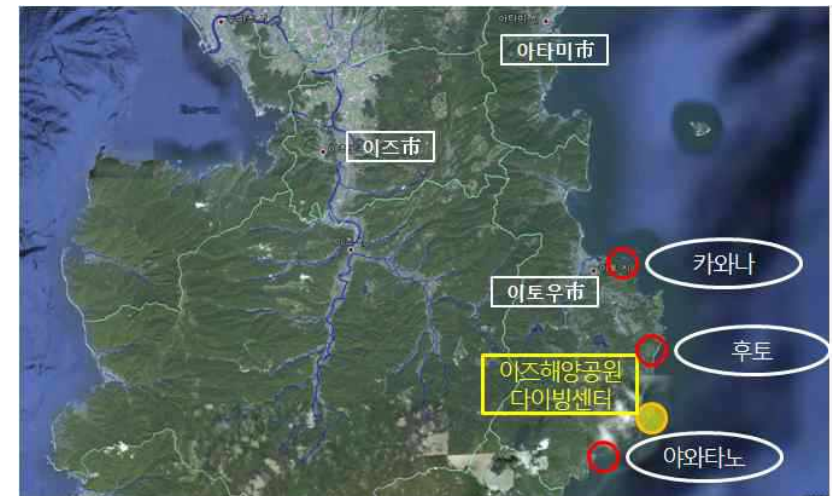 아타미市
이즈市
카와나
이토우市
후토
이즈해양공원
다이빙센터
야와타노